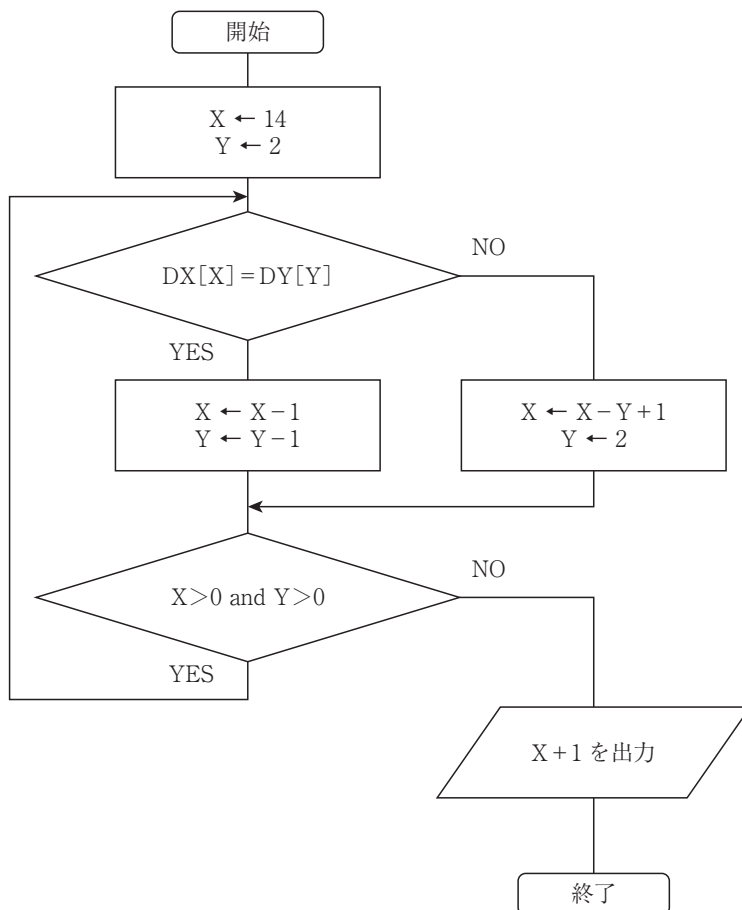 開始
X ← 14
Y ← 2
DX[X]=DY[Y]
NO
YES
X ← X-1
Y ← Y-1
X ← X-Y+1
Y ← 2
X>0 and Y>0
NO
YES
X+1 を出力
終了